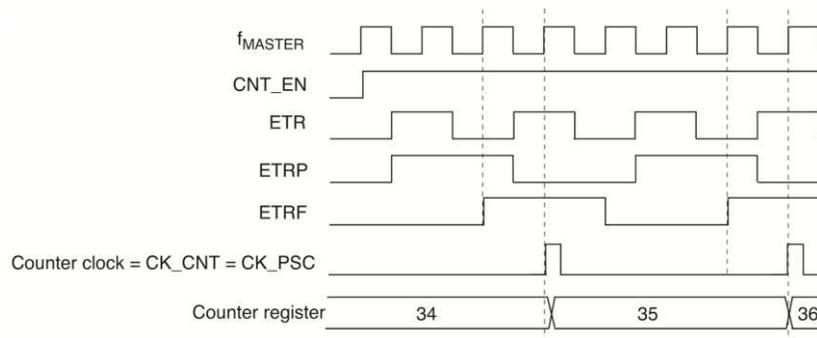 fMASTER
CNT_EN
ETR
ETRP
ETRF
Counter clock = CK_CNT = CK_PSC
Counter register 34 35 36